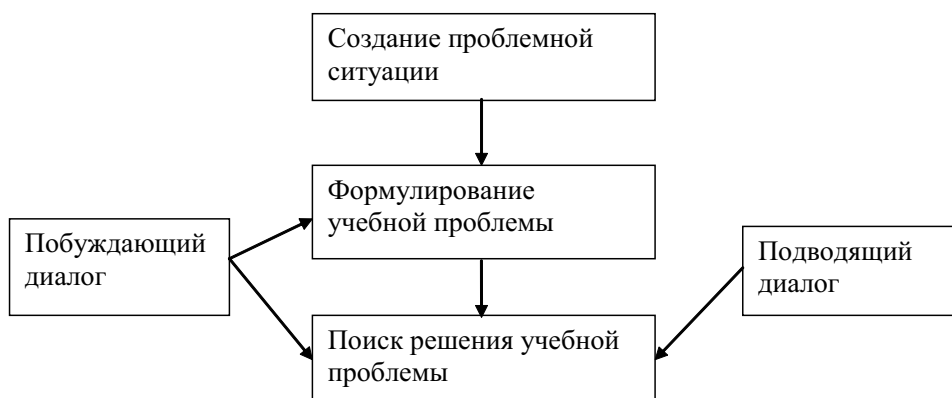 Создание проблемной
ситуации
Формулирование
учебной проблемы
Побуждающий
диалог
Подводящий
диалог
Поиск решения учебной
проблемы